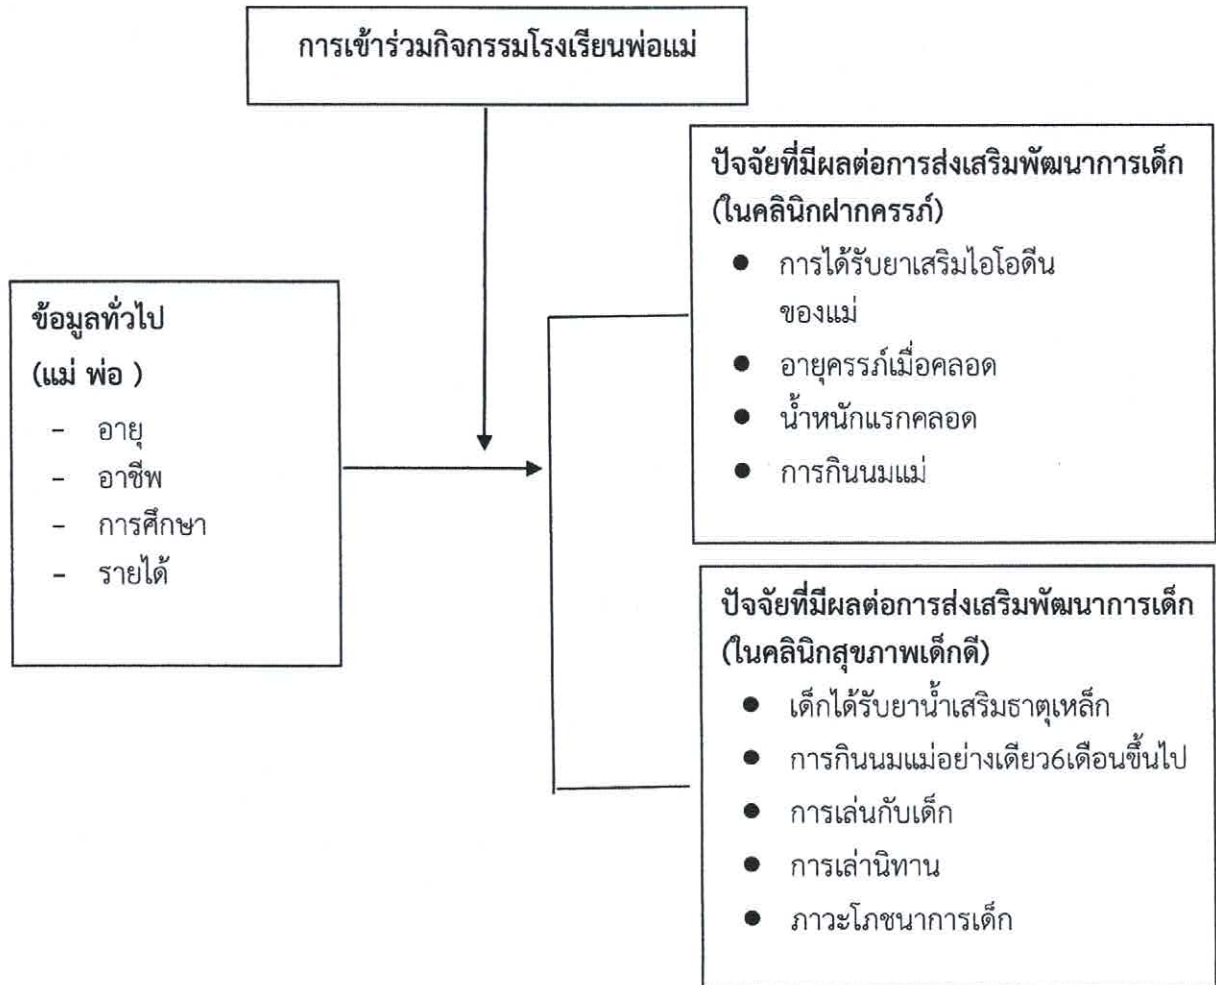 การเข้าร่วมกิจกรรมโรงเรียนพ่อแม่
ข้อมูลทั่วไป
(แม่ พ่อ )
- อายุ
- อาชีพ
- การศึกษา
- รายได้
ปัจจัยที่มีผลต่อการส่งเสริมพัฒนาการเด็ก
(ในคลินิกฝากครรภ์)
● การได้รับยาเสริมไอโอดีน
ของแม่
● อายุครรภ์เมื่อคลอด
● น้ำหนักแรกคลอด
● การกินนมแม่
ปัจจัยที่มีผลต่อการส่งเสริมพัฒนาการเด็ก
(ในคลินิกสุขภาพเด็กดี)
● เด็กได้รับยาน้ำเสริมธาตุเหล็ก
● การกินนมแม่อย่างเดียว6เดือนขึ้นไป
● การเล่นกับเด็ก
● การเล่านิทาน
● ภาวะโภชนาการเด็ก